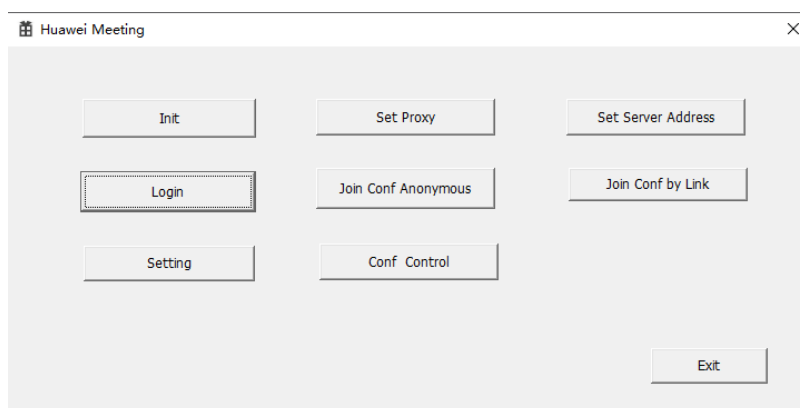 Huawei Meeting
Init
Set Proxy
Set Server Address
Login
Join Conf Anonymous
Join Conf by Link
Setting
Conf Control
Exit